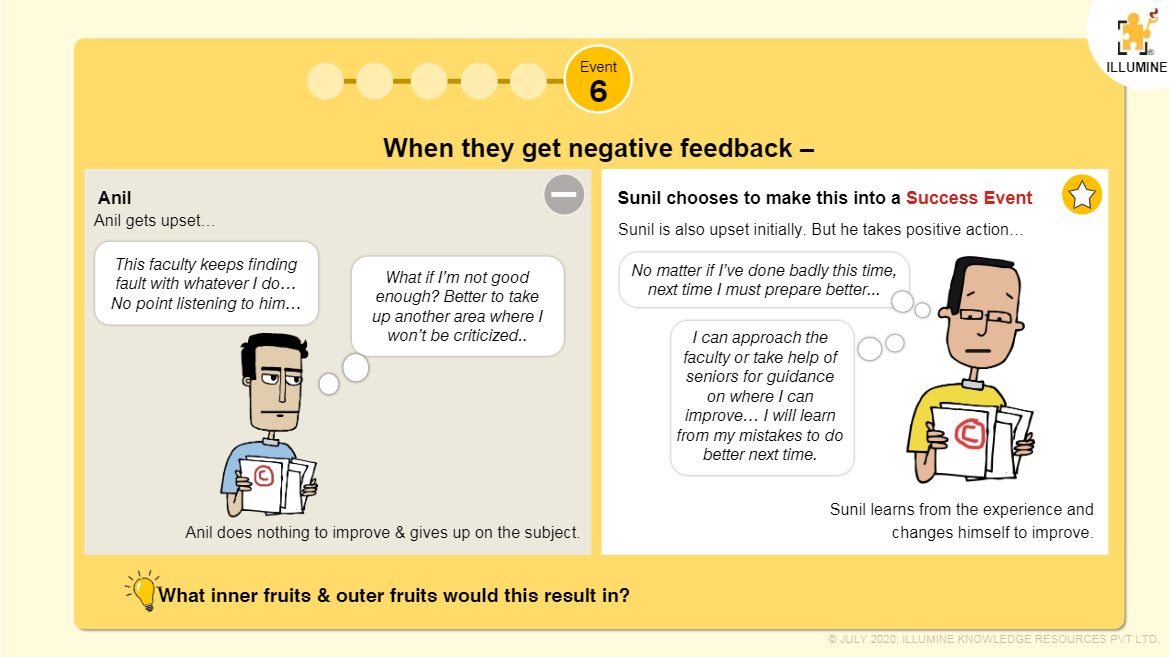 ILLUMINE
®
Event
6
When they get negative feedback –
Anil
Anil gets upset…
This faculty keeps finding
fault with whatever I do…
No point listening to him…
What if I’m not good
enough? Better to take
up another area where I
won’t be criticized..
C
Anil does nothing to improve & gives up on the subject.
Sunil chooses to make this into a Success Event
Sunil is also upset initially. But he takes positive action…
No matter if I’ve done badly this time,
next time I must prepare better...
I can approach the
faculty or take help of
seniors for guidance
on where I can
improve… I will learn
from my mistakes to do
better next time.
C
Sunil learns from the experience and
changes himself to improve.
What inner fruits & outer fruits would this result in?
© JULY 2020; ILLUMINE KNOWLEDGE RESOURCES PVT LTD.